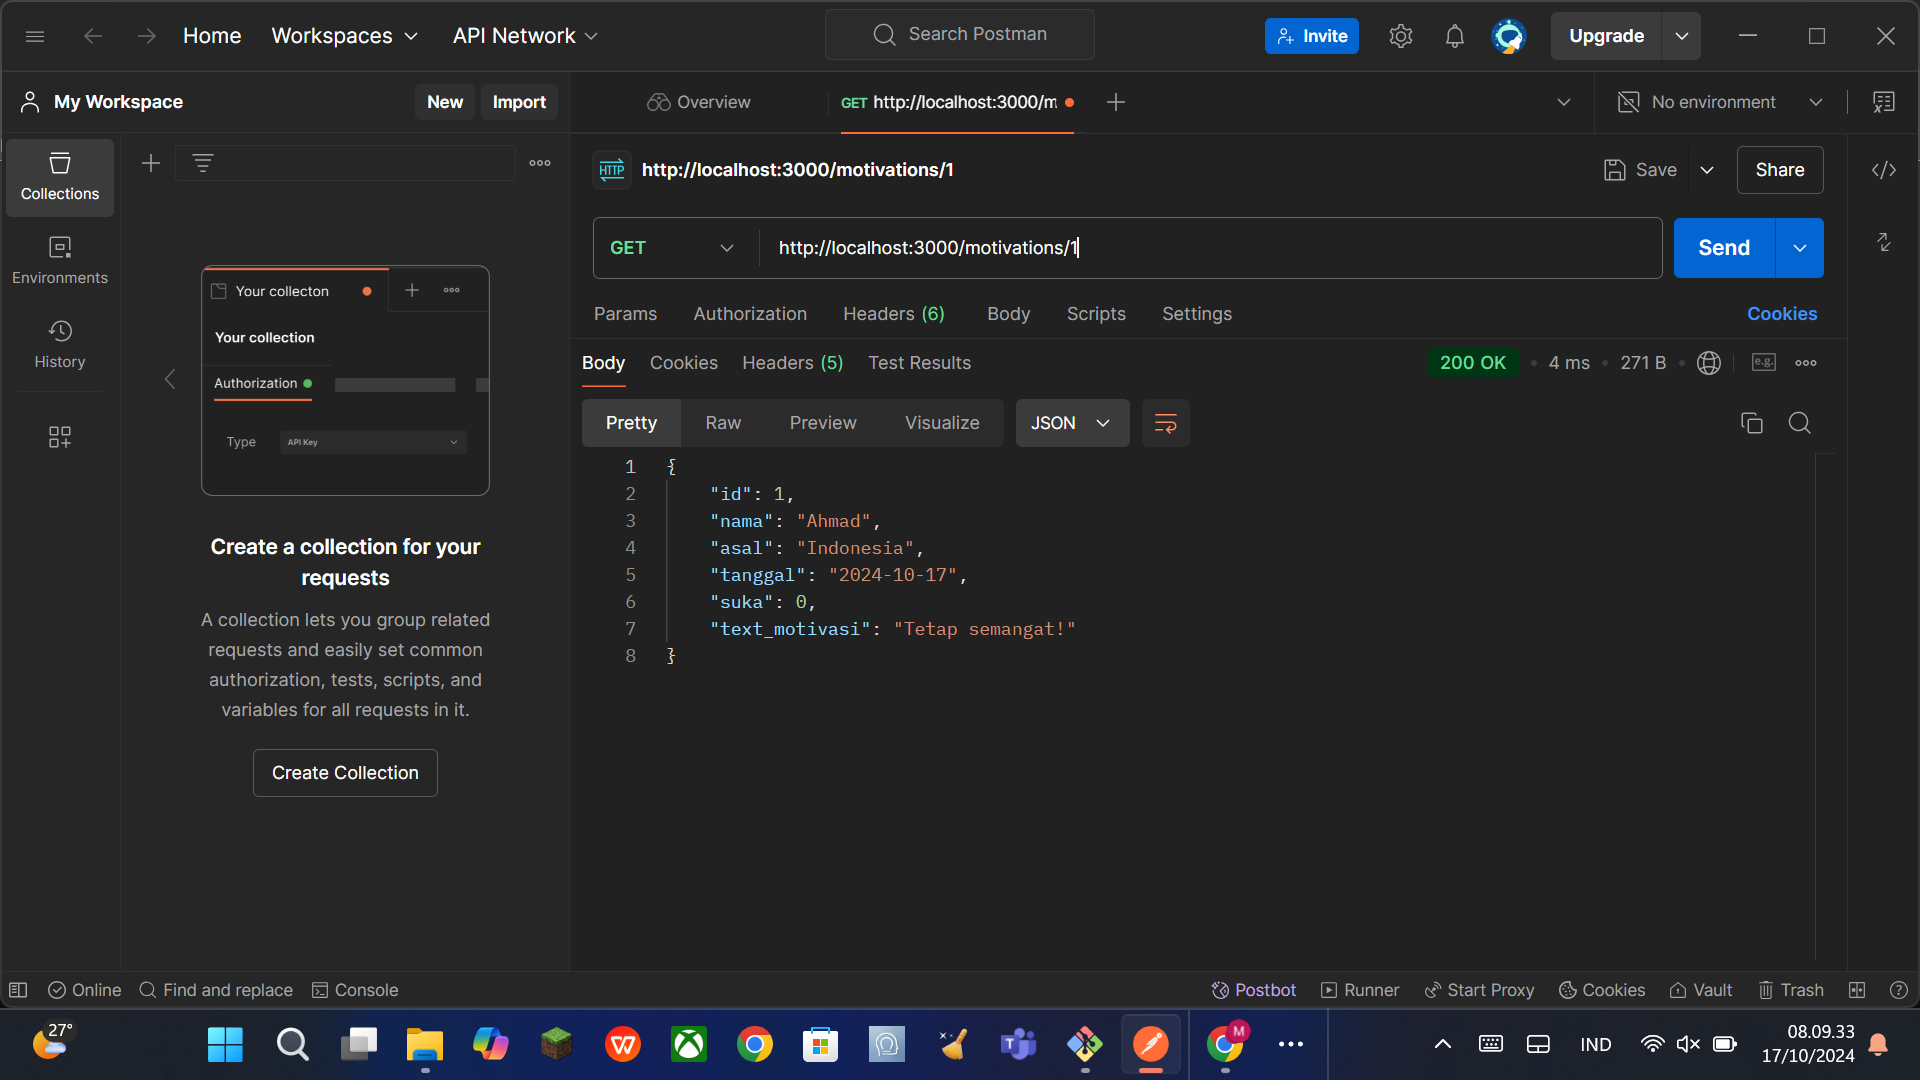 Home
Workspaces
API Network
Search Postman
Invite
Upgrade
My Workspace
New
Import
Overview
GET http://localhost:3000/m
No environment
Collections
Environments
History
http://localhost:3000/motivations/1
Save
Share
GET
http://localhost:3000/motivations/1
Send
Params
Authorization
Headers (6)
Body
Scripts
Settings
Cookies
Your collecton
Your collection
Authorization
Type
API Key
Create a collection for your
requests
A collection lets you group related
requests and easily set common
authorization, tests, scripts, and
variables for all requests in it.
Create Collection
Body
Cookies
Headers (5)
Test Results
200 OK
4 ms
271 B
e.g.
Pretty
Raw
Preview
Visualize
JSON
1 {
2 "id": 1,
3 "nama": "Ahmad",
4 "asal": "Indonesia",
5 "tanggal": "2024-10-17",
6 "suka": 0,
7 "text_motivasi": "Tetap semangat!"
8 }
Online
Find and replace
Console
Postbot
Runner
Start Proxy
Cookies
Vault
Trash
27°
M
IND
08.09.33
17/10/2024